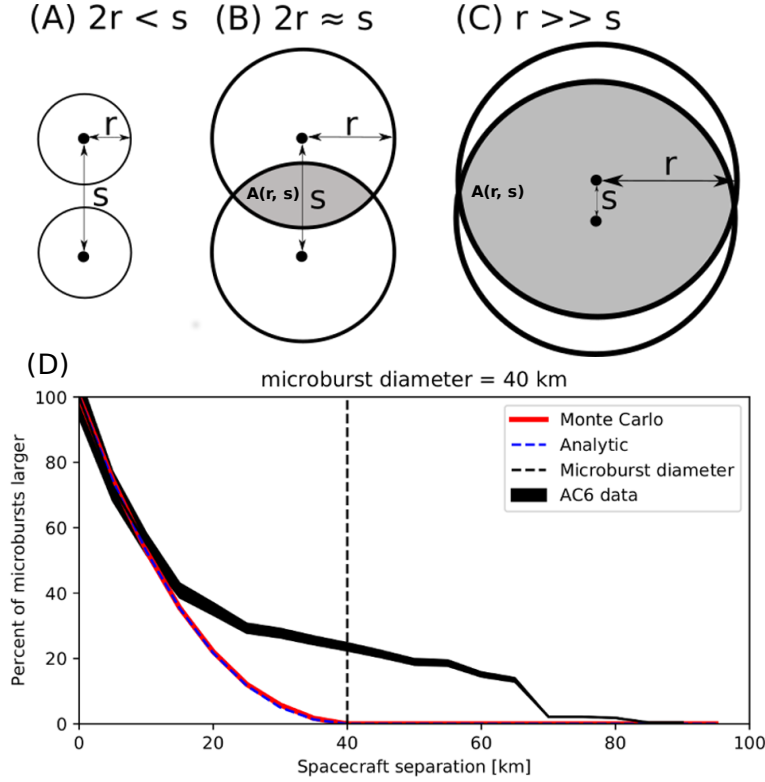 (A) 2r < s
(B) 2r ≈ s
(C) r >> s
r
s
r
A(r, s)
s
r
A(r, s)
s
(D)
microburst diameter = 40 km
Percent of microbursts larger
100
80
60
40
20
0
Monte Carlo
Analytic
Microburst diameter
AC6 data
0
20
40
60
80
100
Spacecraft separation [km]